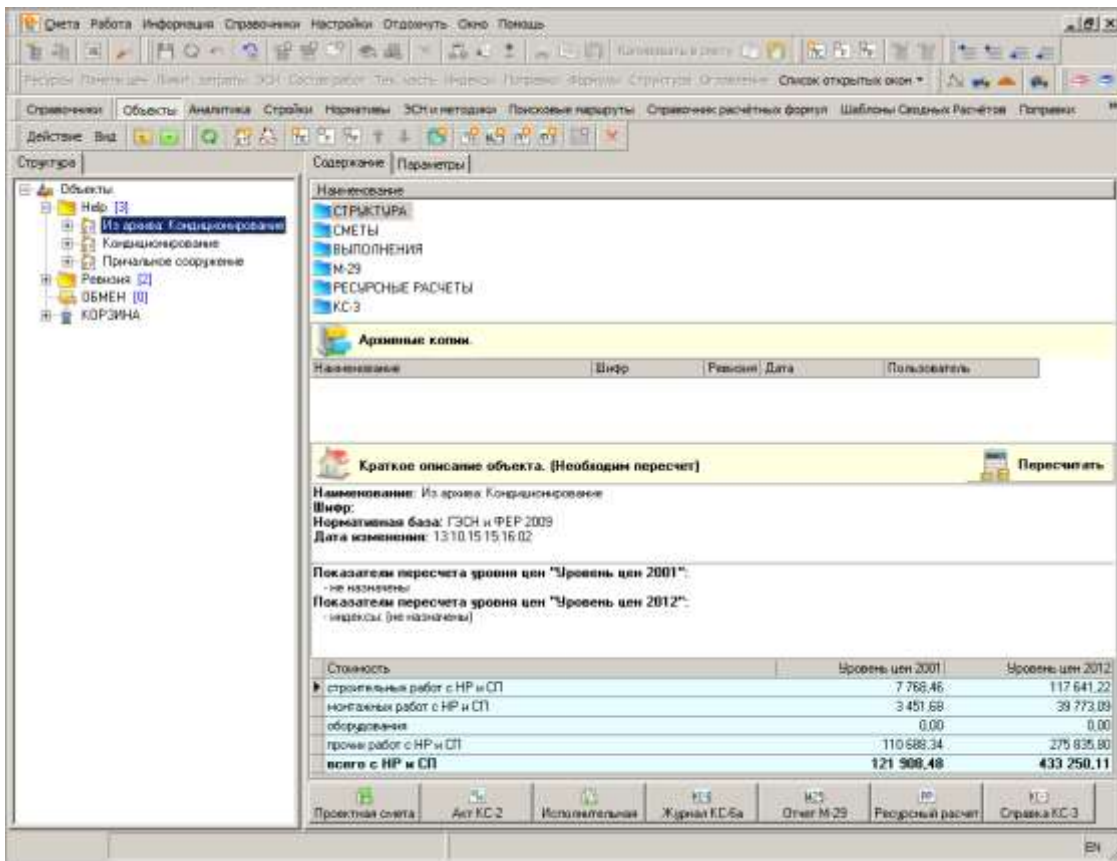 Смета Работа Информация Справочники Настройки Отдохнуть Окно Помощь
Список открытых окон
Справочники Объекты Аналитика Стройки Нормативы ЭСН и методики Поисковые маршруты Справочник расчётных формул Шаблоны Сводных Расчётов Поправки
Действие Вид
Структура
Содержание Параметры
Объекты
Help [3]
Из архива: Кондиционирование
Кондиционирование
Причальное сооружение
Ревизия [2]
ОБМЕН [0]
КОРЗИНА
Наименование
СТРУКТУРА
СМЕТЫ
ВЫПОЛНЕНИЯ
М-29
РЕСУРСНЫЕ РАСЧЕТЫ
КС-3
Архивные копии.
Наименование Шифр Ревизия Дата Пользователь
Краткое описание объекта. (Необходим пересчет) Пересчитать
Наименование: Из архива: Кондиционирование
Шифр:
Нормативная база: ГЭСН и ФЕР 2009
Дата изменения: 13.10.15 15:16:02
Показатели пересчета уровня цен "Уровень цен 2001":
- не назначены
Показатели пересчета уровня цен "Уровень цен 2012":
- индексы: (не назначены)
Стоимость Уровень цен 2001 Уровень цен 2012
строительных работ с НР и СП 7 768,46 117 641,22
монтажных работ с НР и СП 3 451,68 39 773,09
оборудования 0,00 0,00
прочих работ с НР и СП 110 688,34 275 835,80
всего с НР и СП 121 908,48 433 250,11
Проектная смета Акт КС-2 Исполнительная Журнал КС-6а Отчет М-29 Ресурсный расчет Справка КС-3
EN